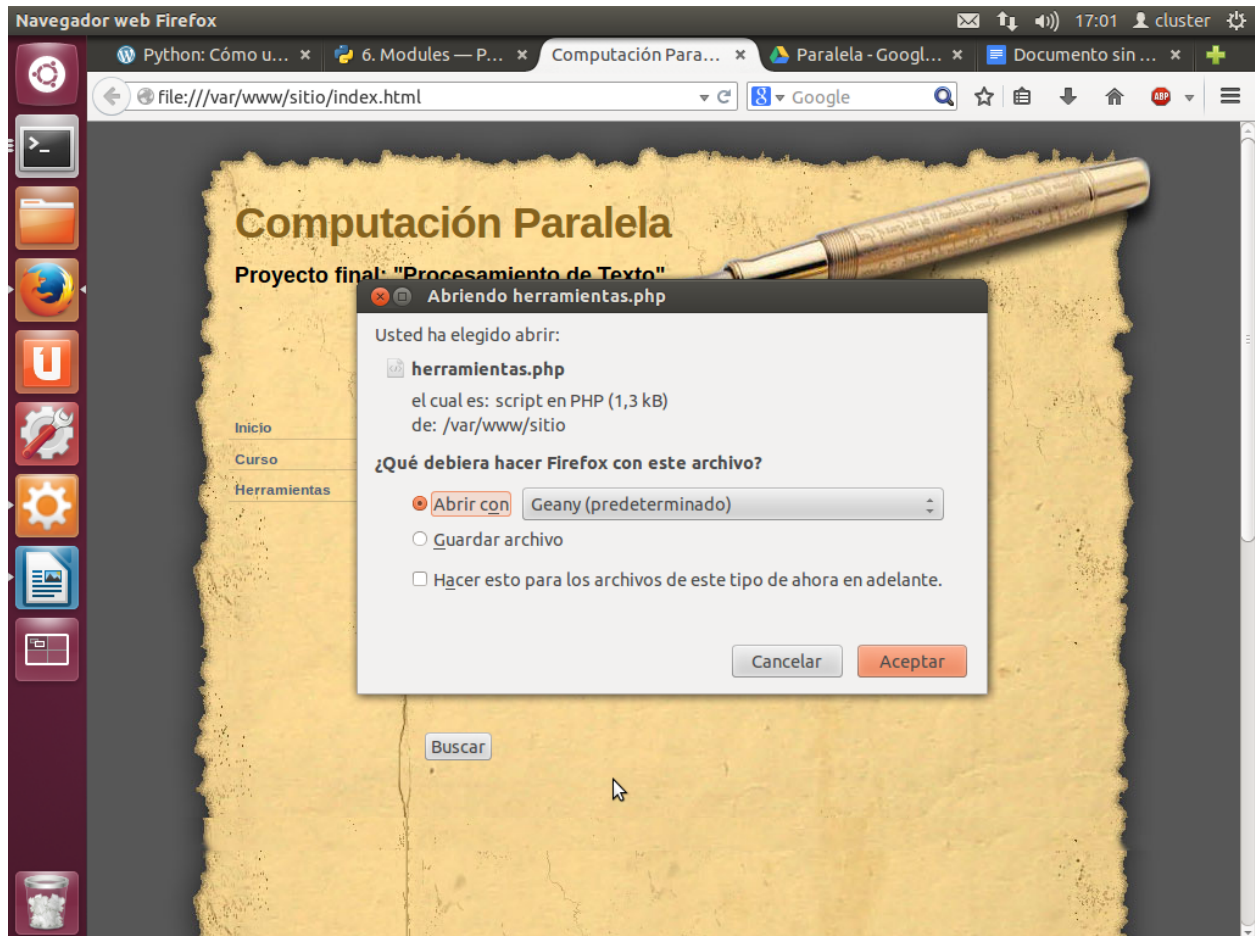 Navegador web Firefox
17:01 cluster
Python: Cómo u... 6. Modules — P... Computación Para... Paralela - Googl... Documento sin ...
file:///var/www/sitio/index.html Google ABP
Computación Paralela
Proyecto final: "Procesamiento de Texto"
Abriendo herramientas.php
Usted ha elegido abrir:
herramientas.php
el cual es: script en PHP (1,3 kB)
de: /var/www/sitio
Inicio
Curso
Herramientas
¿Qué debiera hacer Firefox con este archivo?
Abrir con Geany (predeterminado)
Guardar archivo
Hacer esto para los archivos de este tipo de ahora en adelante.
Cancelar Aceptar
Buscar